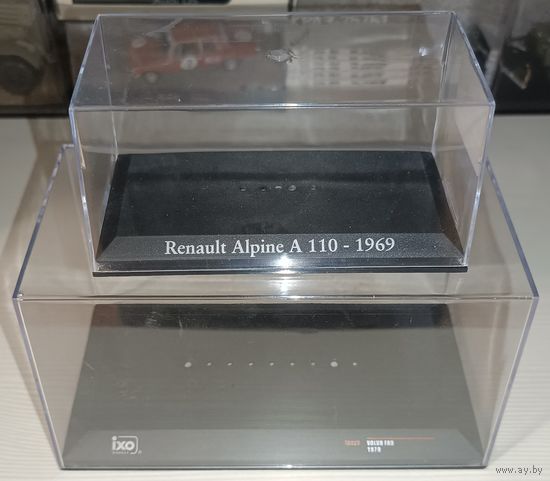 Renault Alpine A 110 - 1969
ixo
VOLVO F89
1970
www.ay.by